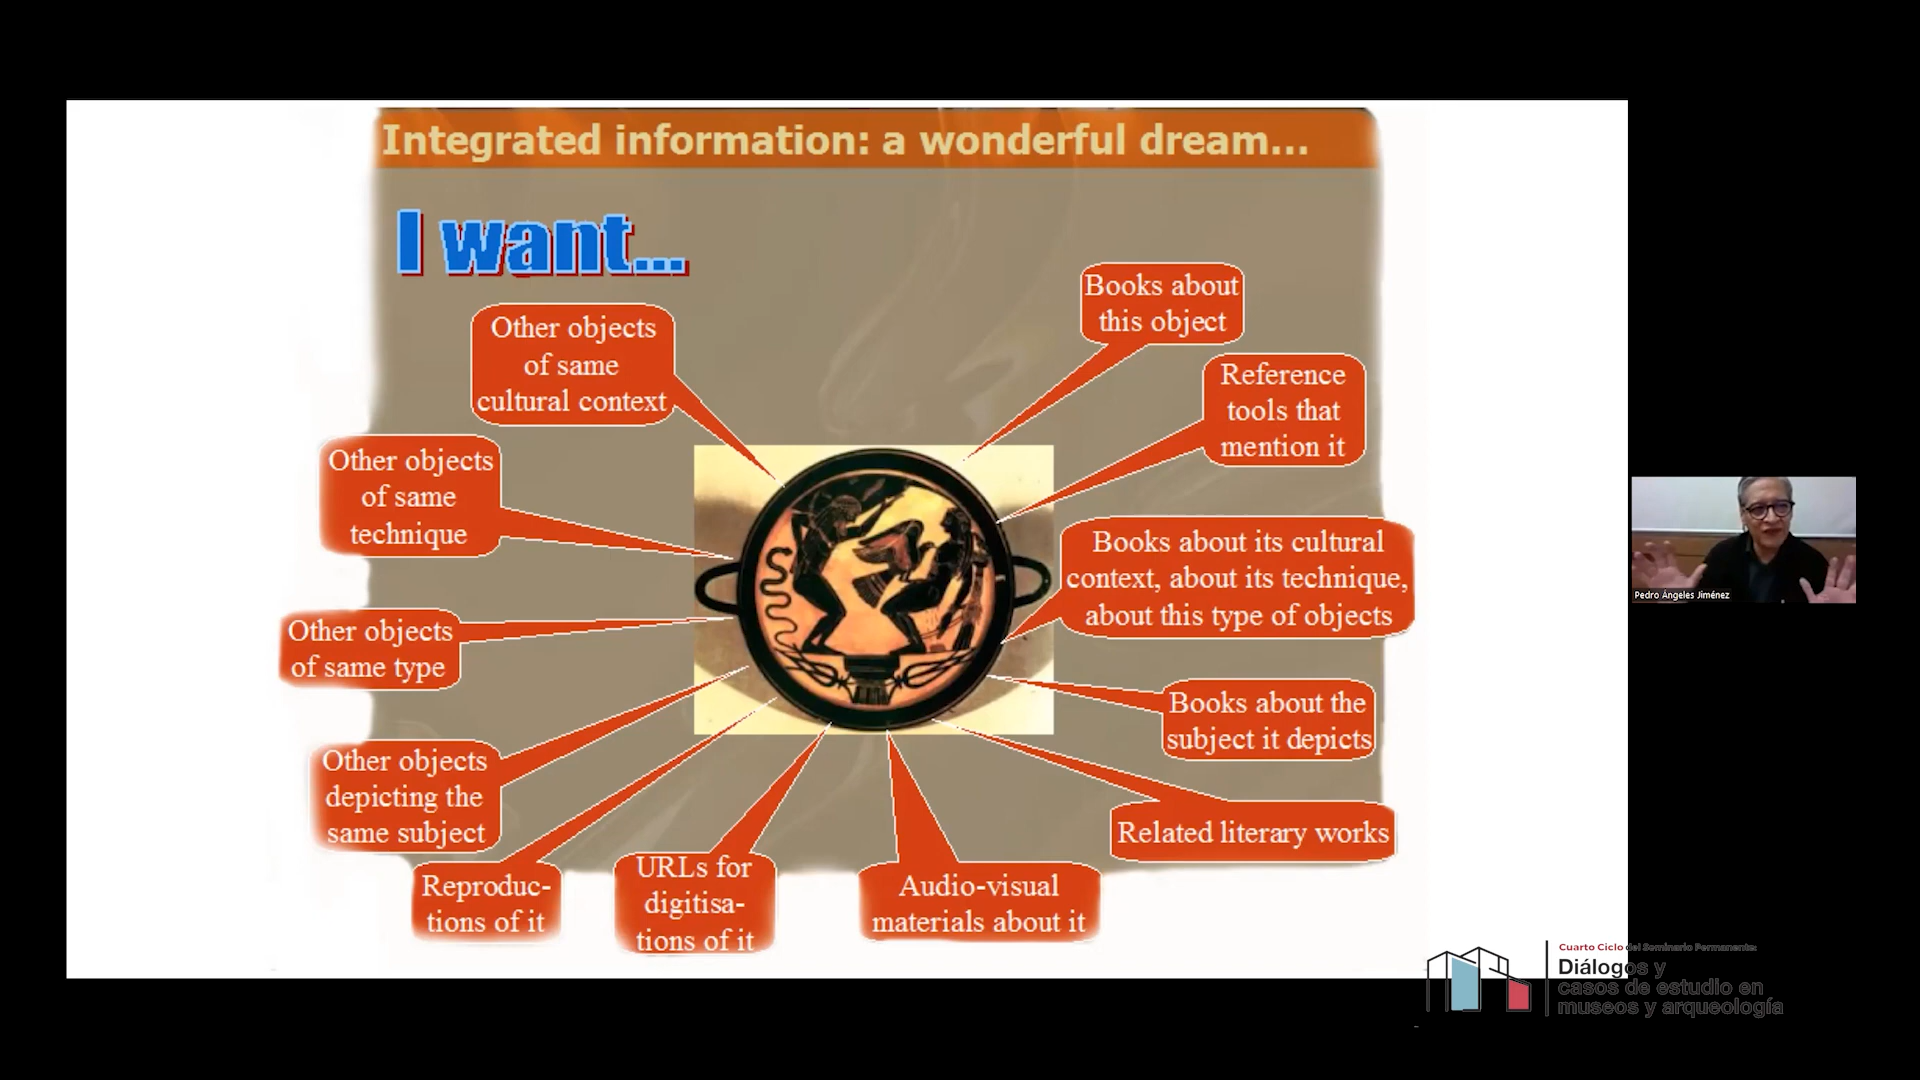 Integrated information: a wonderful dream...
I want...
Other objects
of same
cultural context
Other objects
of same
technique
Other objects
of same type
Other objects
depicting the
same subject
Reproduc-
tions of it
URLs for
digitisa-
tions of it
Audio-visual
materials about it
Related literary works
Books about the
subject it depicts
Books about its cultural
context, about its technique,
about this type of objects
Reference
tools that
mention it
Books about
this object
Pedro Ángeles Jiménez
Cuarto Ciclo del Seminario Permanente:
Diálogos y
casos de estudio en
museos y arqueología